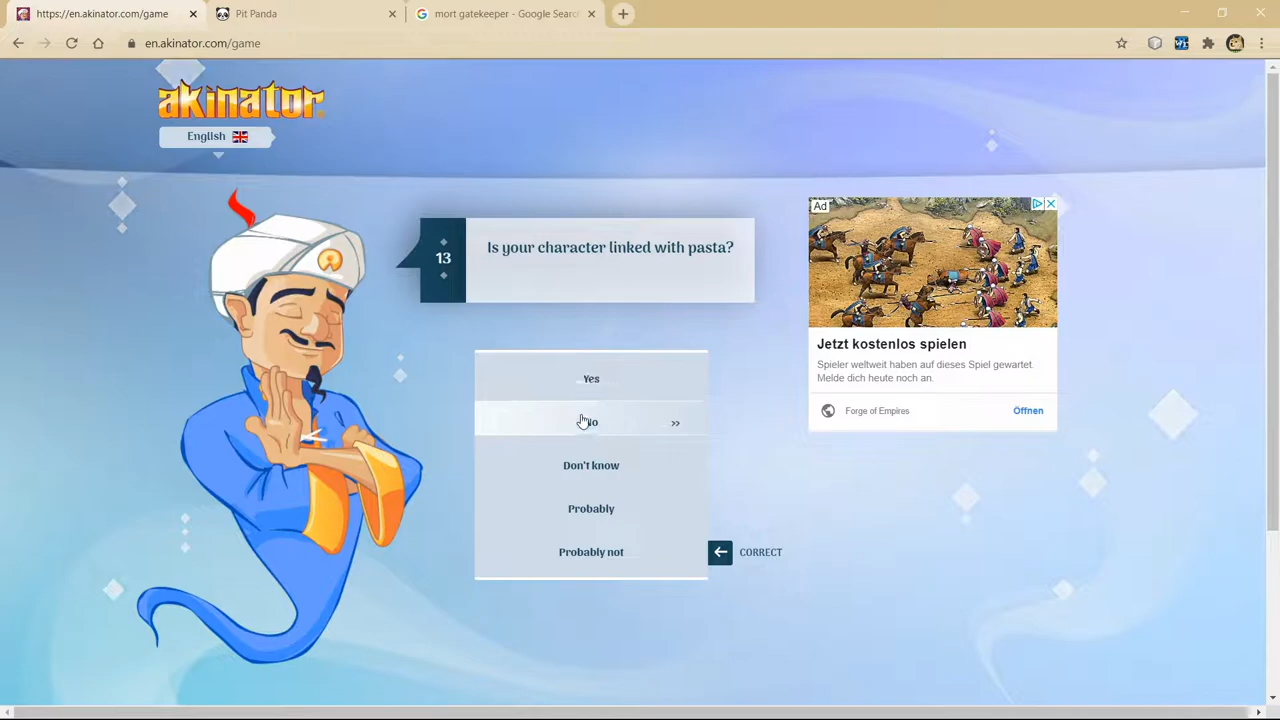 https://en.akinator.com/game
Pit Panda
mort gatekeeper - Google Search
en.akinator.com/game
akinator
English
13
Is your character linked with pasta?
Yes
No
>>
Don't know
Probably
Probably not
CORRECT
Ad
Jetzt kostenlos spielen
Spieler weltweit haben auf dieses Spiel gewartet.
Melde dich heute noch an.
Forge of Empires
Öffnen